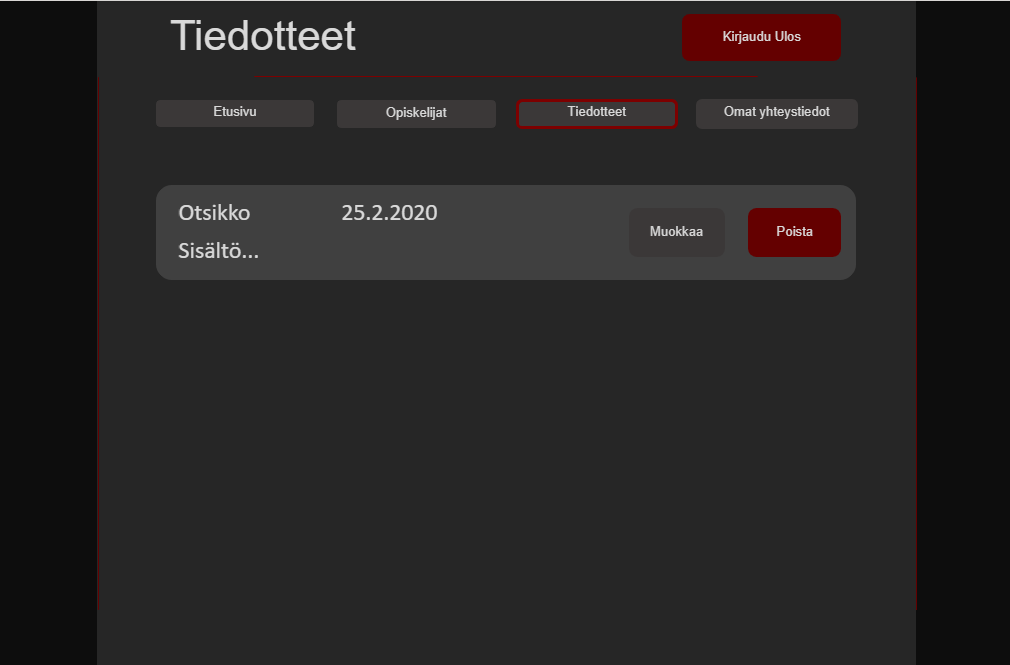 Tiedotteet
Kirjaudu Ulos
Etusivu
Opiskelijat
Tiedotteet
Omat yhteystiedot
Otsikko 25.2.2020
Sisältö...
Muokkaa
Poista